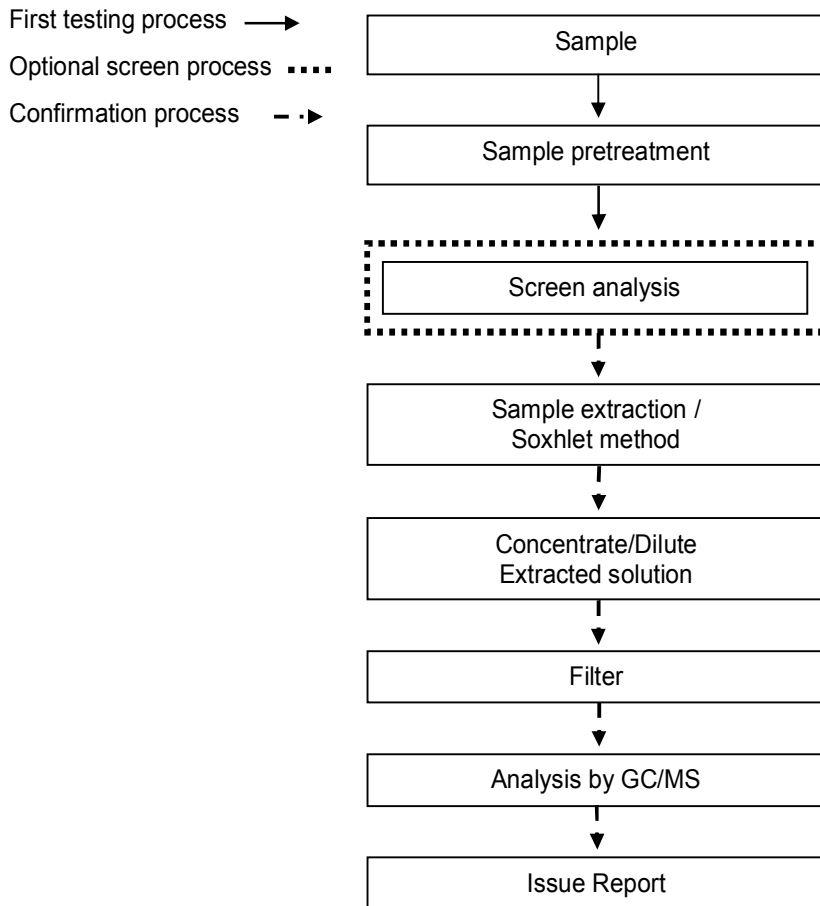 First testing process
Optional screen process
Confirmation process
Sample
Sample pretreatment
Screen analysis
Sample extraction /
Soxhlet method
Concentrate/Dilute
Extracted solution
Filter
Analysis by GC/MS
Issue Report